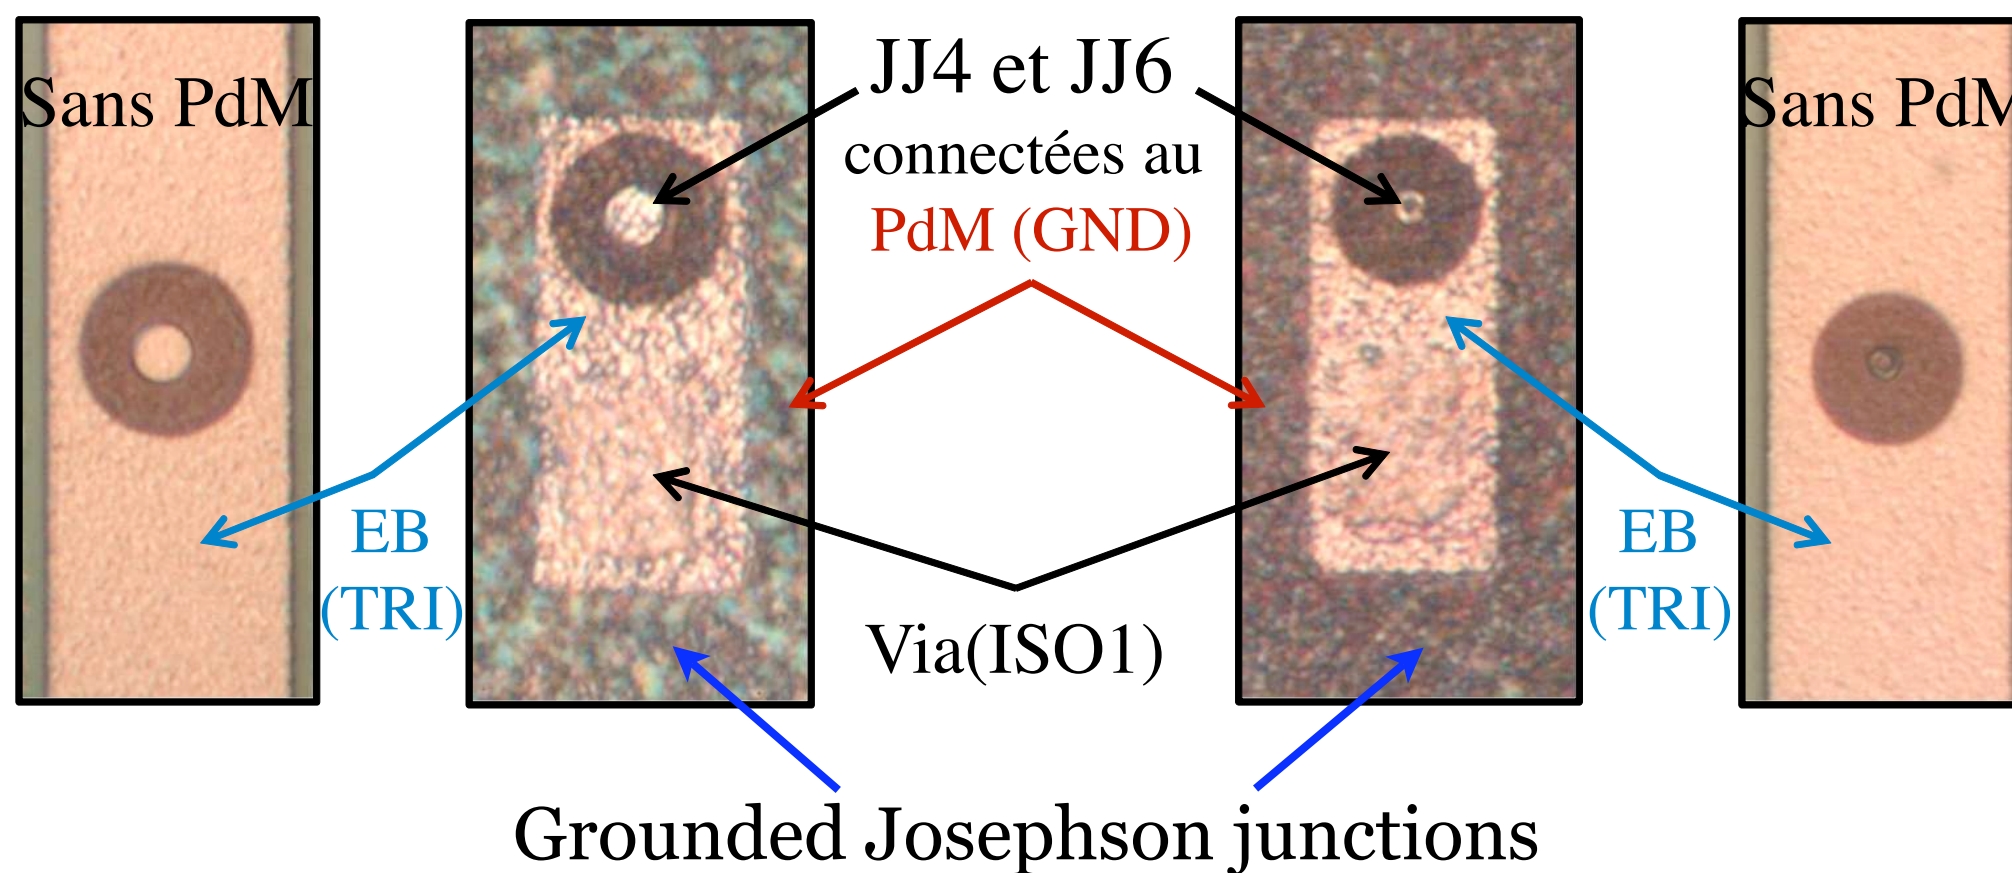 Sans PdM
JJ4 et JJ6
connectées au
PdM (GND)
Sans PdM
EB
(TRI)
EB
(TRI)
Via(ISO1)
Grounded Josephson junctions